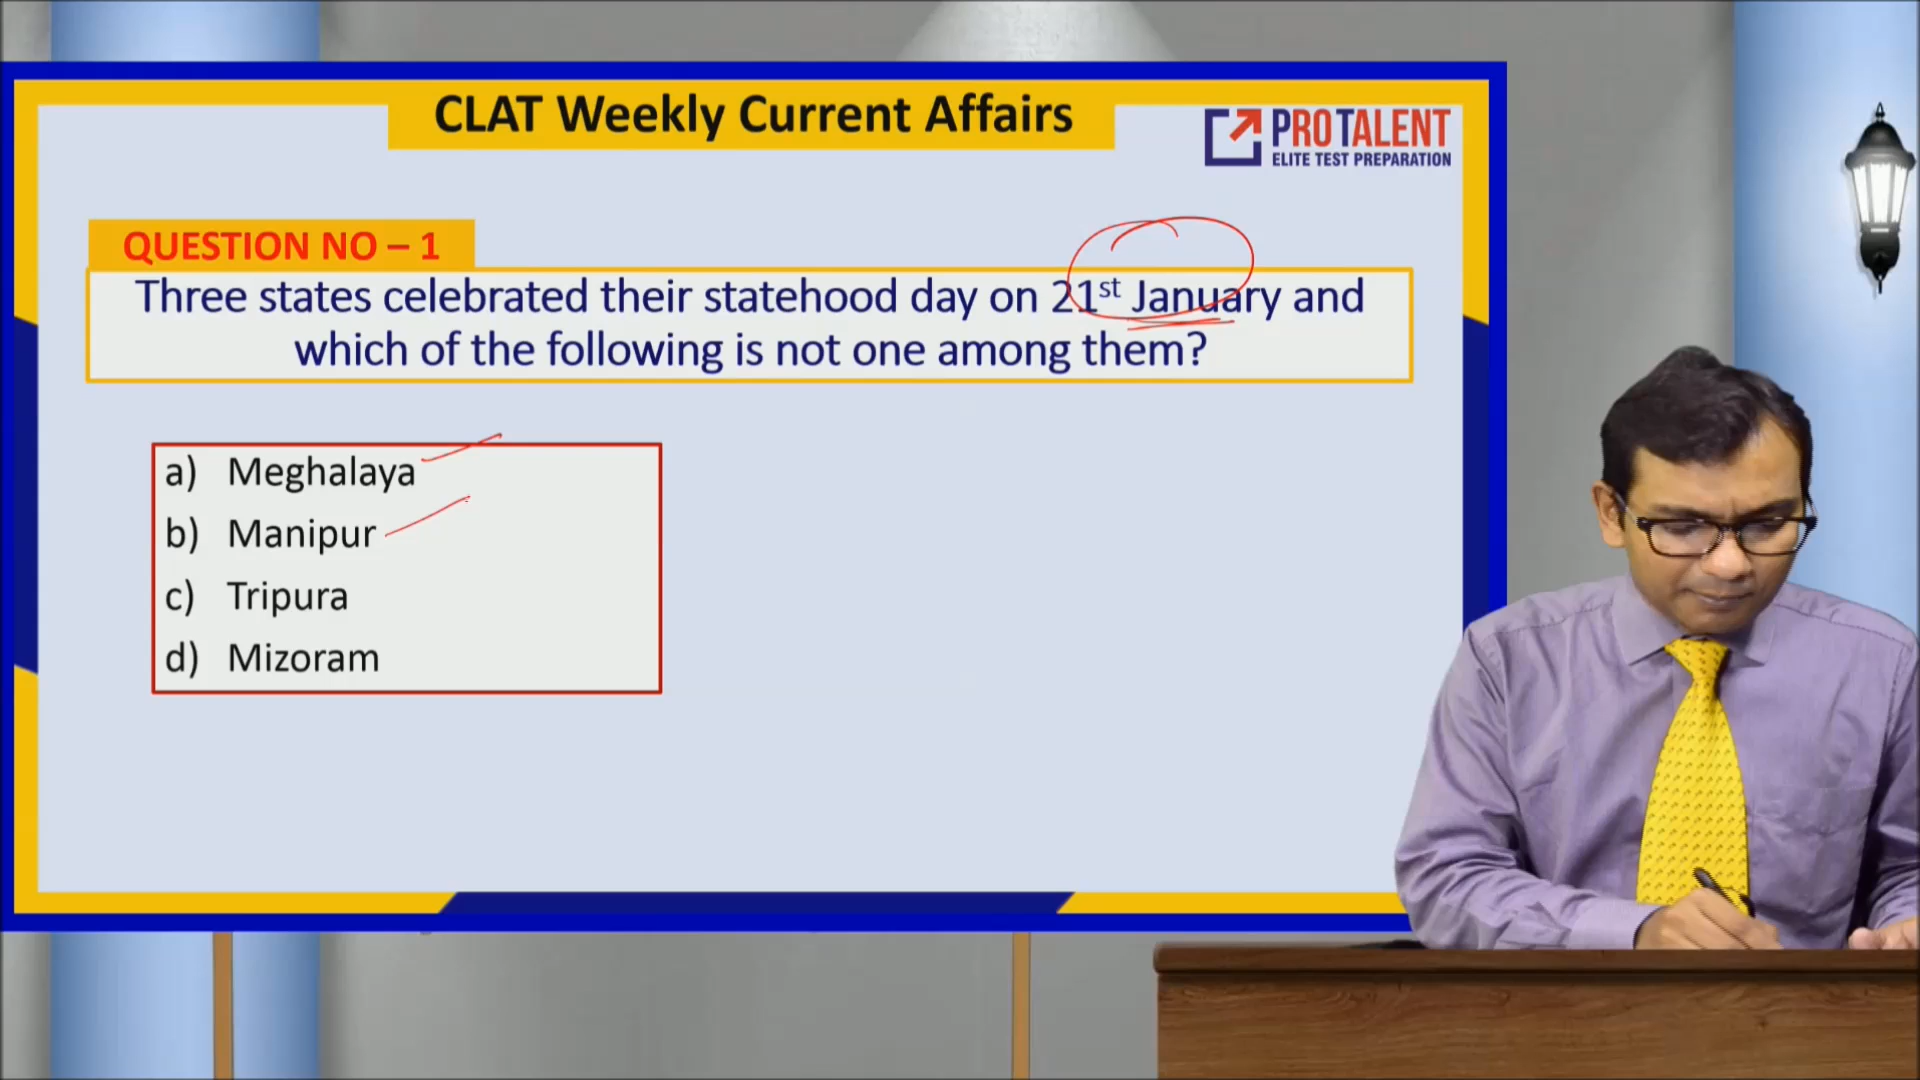 CLAT Weekly Current Affairs
PROTALENT
ELITE TEST PREPARATION
QUESTION NO – 1
Three states celebrated their statehood day on 21st January and
which of the following is not one among them?
a) Meghalaya
b) Manipur
c) Tripura
d) Mizoram